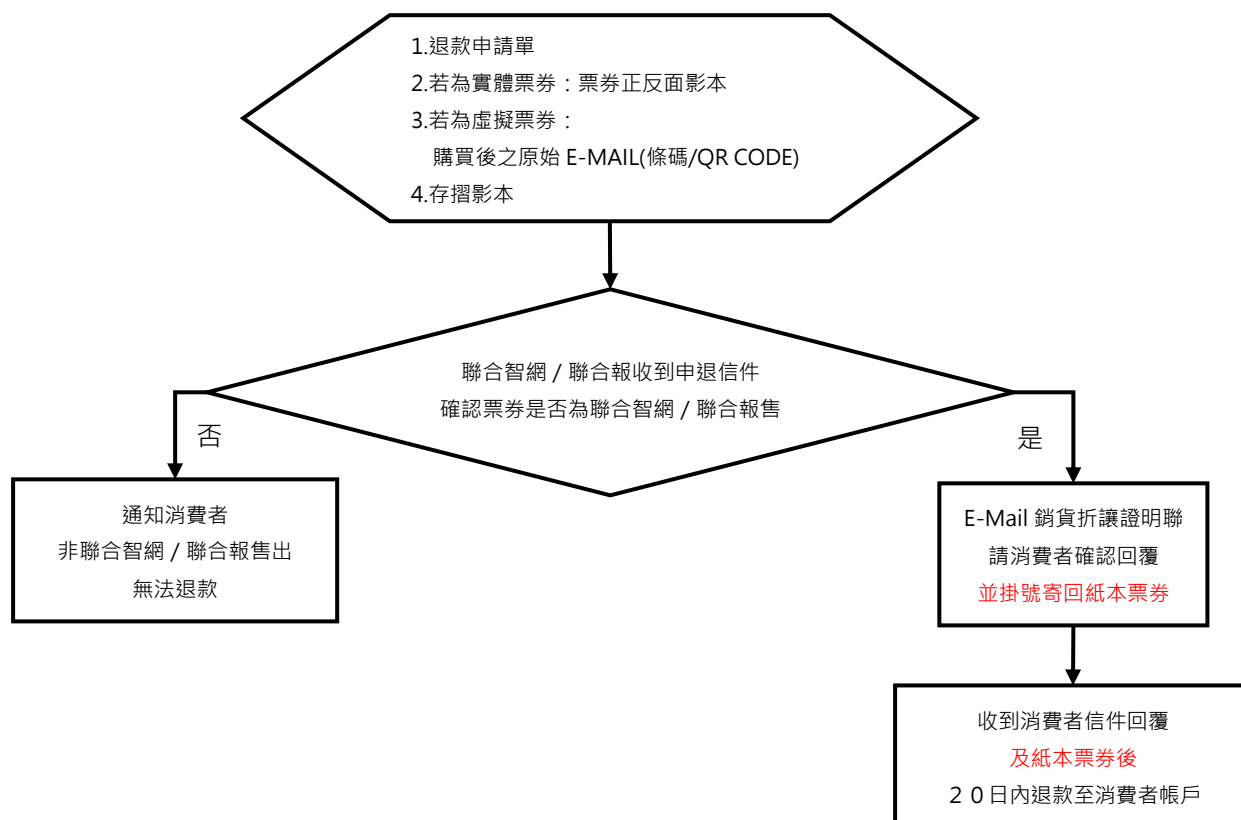 1.退款申請單
2.若為實體票券：票券正反面影本
3.若為虛擬票券：
購買後之原始 E-MAIL(條碼/QR CODE)
4.存摺影本
聯合智網 / 聯合報收到申退信件
確認票券是否為聯合智網 / 聯合報售
否
是
通知消費者
非聯合智網 / 聯合報售出
無法退款
E-Mail 銷貨折讓證明聯
請消費者確認回覆
並掛號寄回紙本票券
收到消費者信件回覆
及紙本票券後
２０日內退款至消費者帳戶